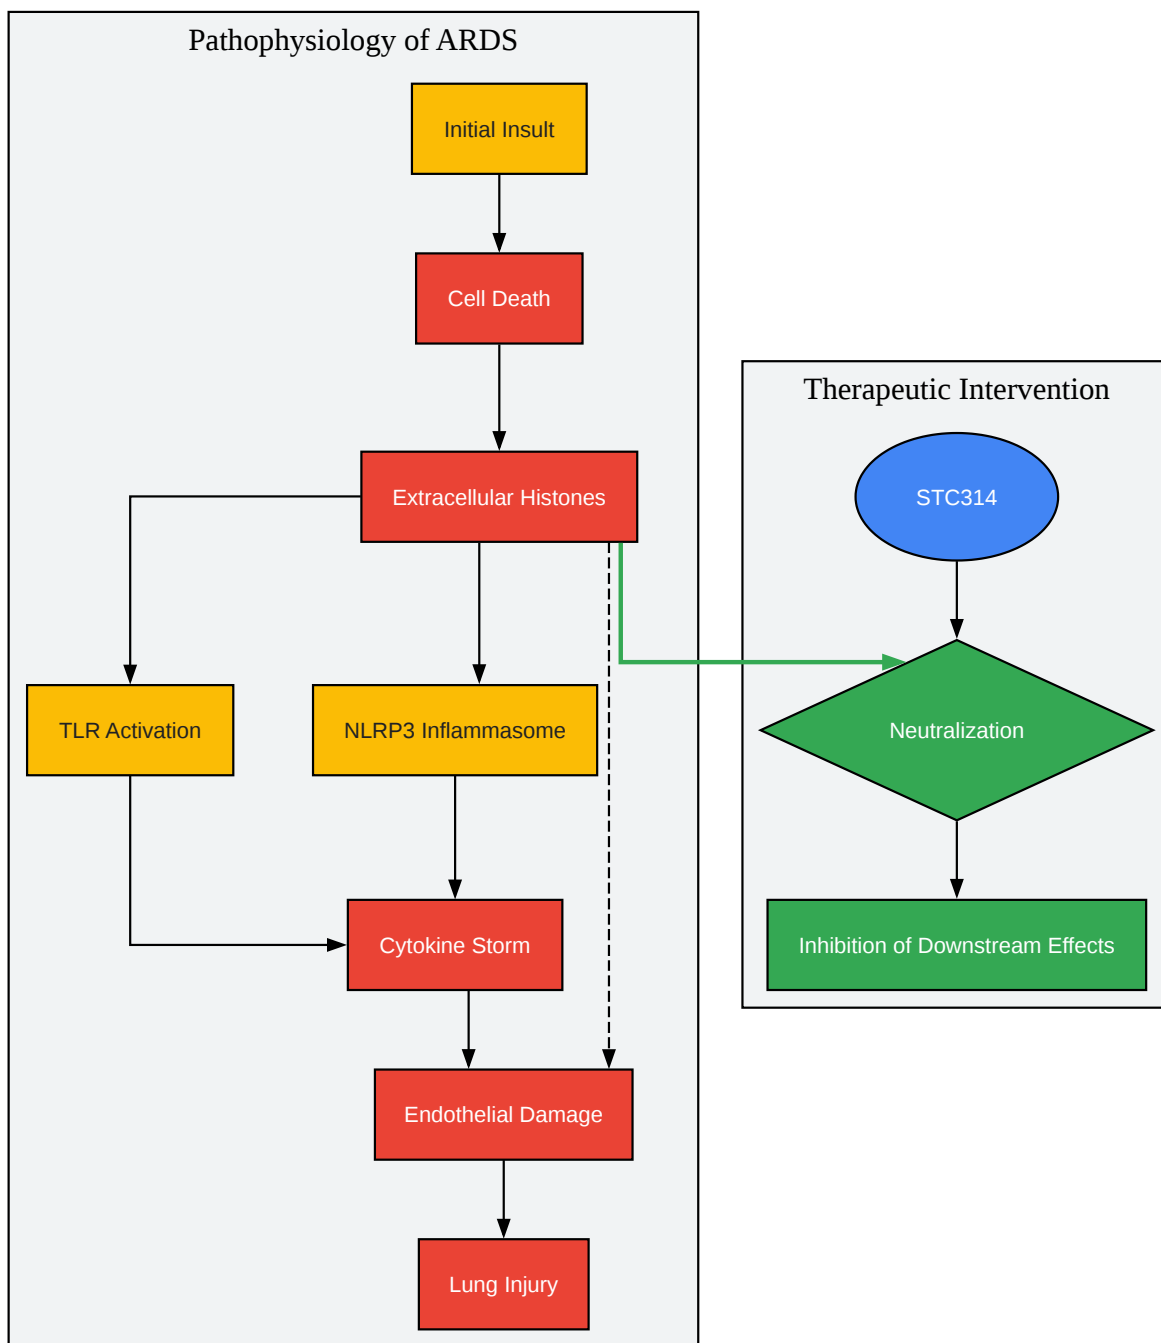 Pathophysiology of ARDS
Initial Insult
Cell Death
Extracellular Histones
TLR Activation
NLRP3 Inflammasome
Cytokine Storm
Endothelial Damage
Lung Injury
Therapeutic Intervention
STC314
Neutralization
Inhibition of Downstream Effects